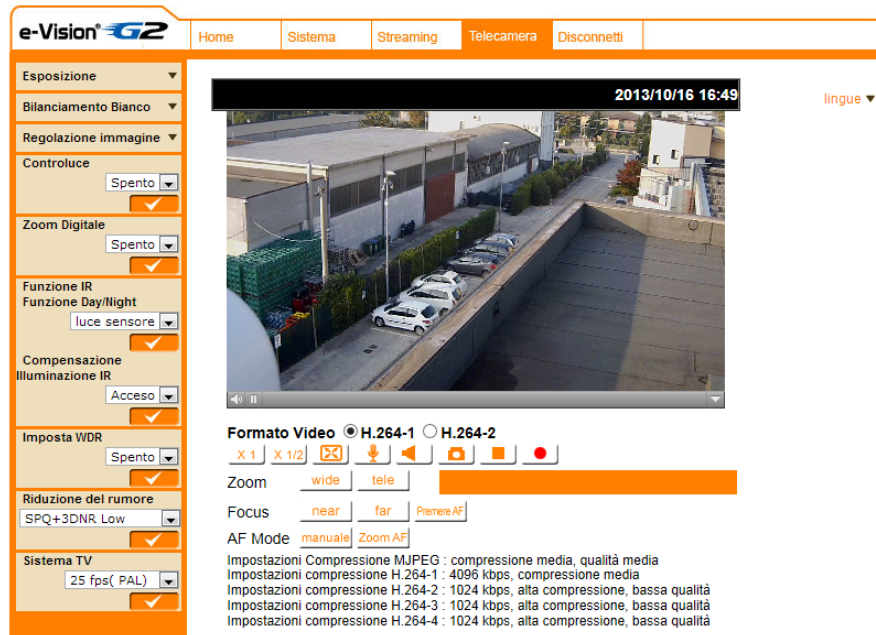 e-Vision® G2
Home Sistema Streaming Telecamera Disconnetti
Esposizione
Bilanciamento Bianco
Regolazione immagine
Controluce
Spento
Zoom Digitale
Spento
Funzione IR
Funzione Day/Night
luce sensore
Compensazione
Illuminazione IR
Acceso
Imposta WDR
Spento
Riduzione del rumore
SPQ+3DNR Low
Sistema TV
25 fps( PAL)
2013/10/16 16:49
lingue
Formato Video H.264-1 H.264-2
X 1 X 1/2
Zoom wide tele
Focus near far Premere AF
AF Mode manuale Zoom AF
Impostazioni Compressione MJPEG : compressione media, qualità media
Impostazioni compressione H.264-1 : 4096 kbps, compressione media
Impostazioni compressione H.264-2 : 1024 kbps, alta compressione, bassa qualità
Impostazioni compressione H.264-3 : 1024 kbps, alta compressione, bassa qualità
Impostazioni compressione H.264-4 : 1024 kbps, alta compressione, bassa qualità